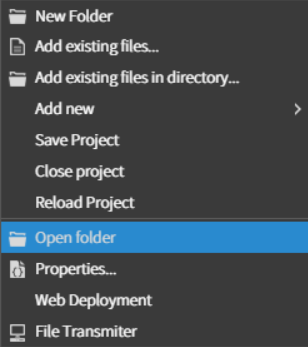 New Folder
Add existing files...
Add existing files in directory...
Add new
Save Project
Close project
Reload Project
Open folder
Properties...
Web Deployment
File Transmiter